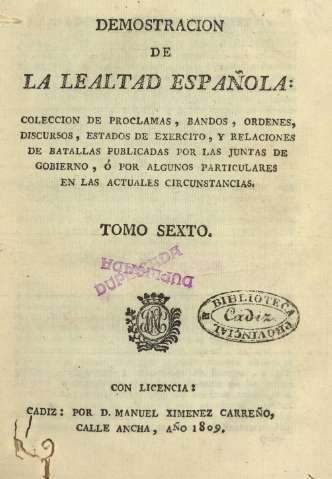 DEMOSTRACION
DE
LA LEALTAD ESPAÑOLA:
COLECCION DE PROCLAMAS, BANDOS, ORDENES,
DISCURSOS, ESTADOS DE EXERCITO, Y RELACIONES
DE BATALLAS PUBLICADAS POR LAS JUNTAS DE
GOBIERNO, Ó POR ALGUNOS PARTICULARES
EN LAS ACTUALES CIRCUNSTANCIAS.
TOMO SEXTO.
DUPLICADA
BIBLIOTECA
Cadiz
PROVINCIAL
CON LICENCIA:
CADIZ: POR D. MANUEL XIMENEZ CARREÑO,
CALLE ANCHA, AÑO 1809.